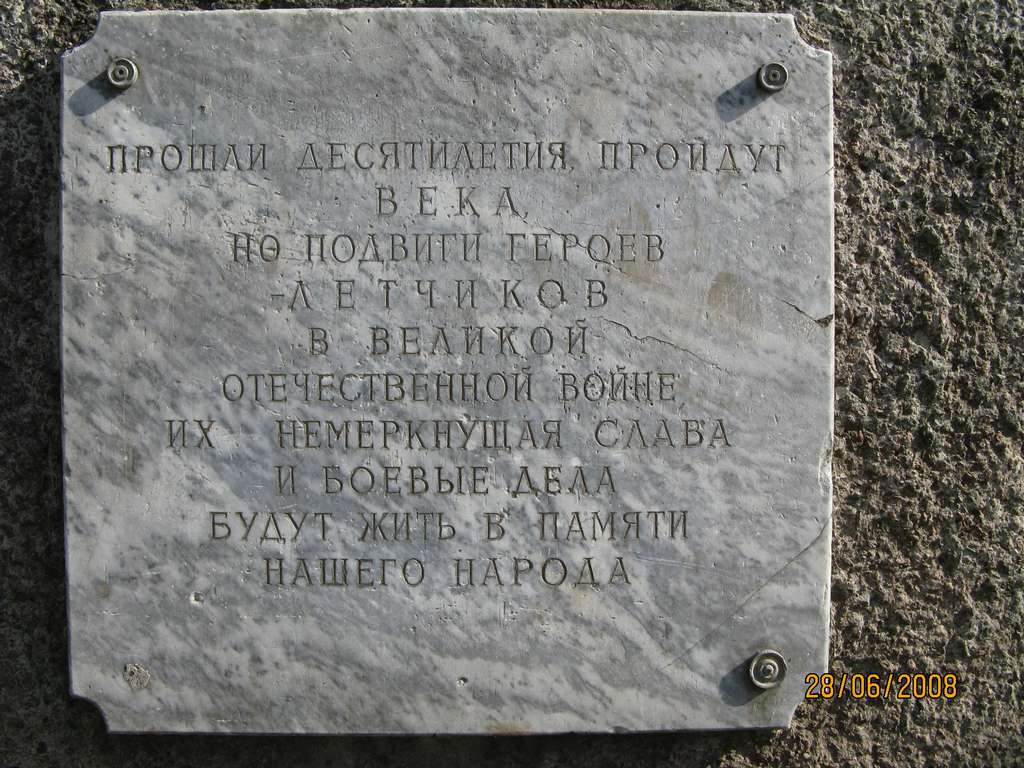 ПРОШЛИ ДЕСЯТИЛЕТИЯ, ПРОЙДУТ
ВЕКА,
НО ПОДВИГИ ГЕРОЕВ
-ЛЕТЧИКОВ
В ВЕЛИКОЙ
ОТЕЧЕСТВЕННОЙ ВОЙНЕ,
ИХ НЕМЕРКНУЩАЯ СЛАВА
И БОЕВЫЕ ДЕЛА
БУДУТ ЖИТЬ В ПАМЯТИ
НАШЕГО НАРОДА
28/06/2008